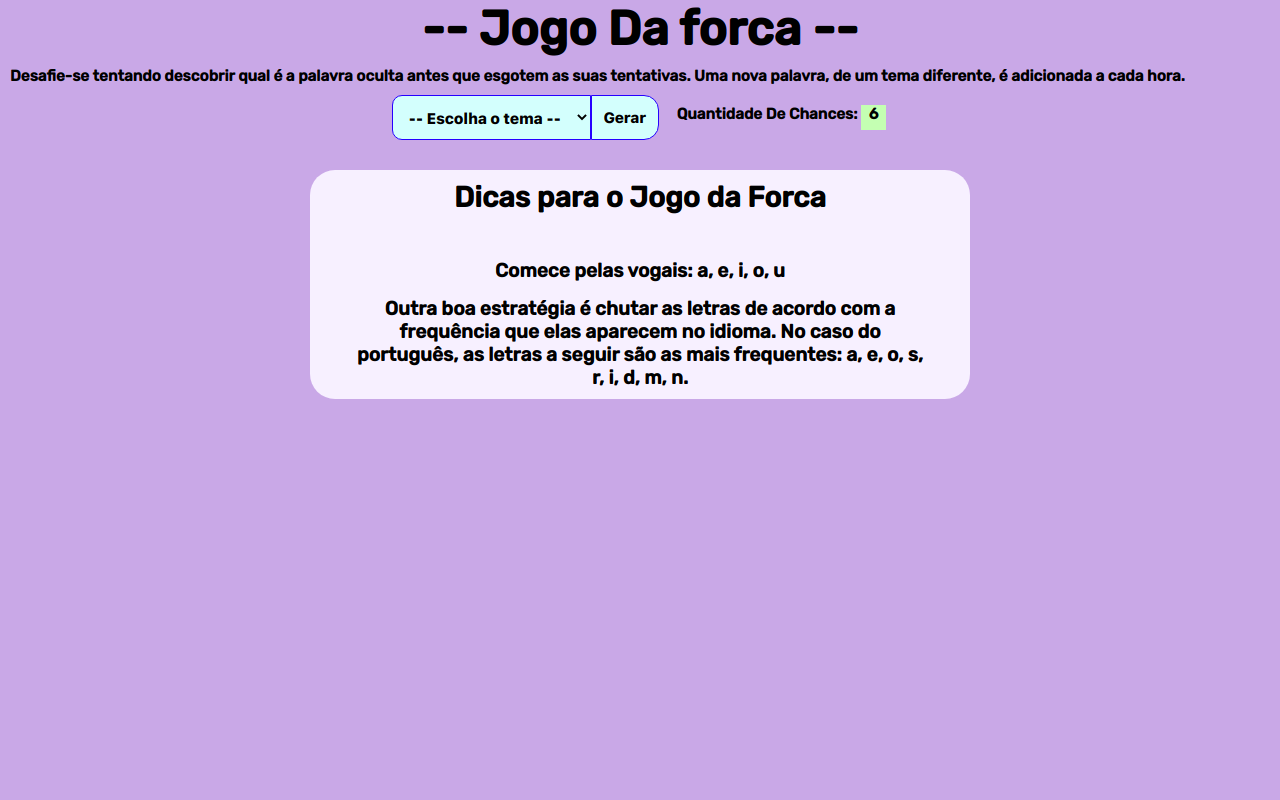 -- Jogo Da forca --
Desafie-se tentando descobrir qual é a palavra oculta antes que esgotem as suas tentativas. Uma nova palavra, de um tema diferente, é adicionada a cada hora.
-- Escolha o tema -- Gerar Quantidade De Chances: 6
Dicas para o Jogo da Forca
Comece pelas vogais: a, e, i, o, u
Outra boa estratégia é chutar as letras de acordo com a
frequência que elas aparecem no idioma. No caso do
português, as letras a seguir são as mais frequentes: a, e, o, s,
r, i, d, m, n.